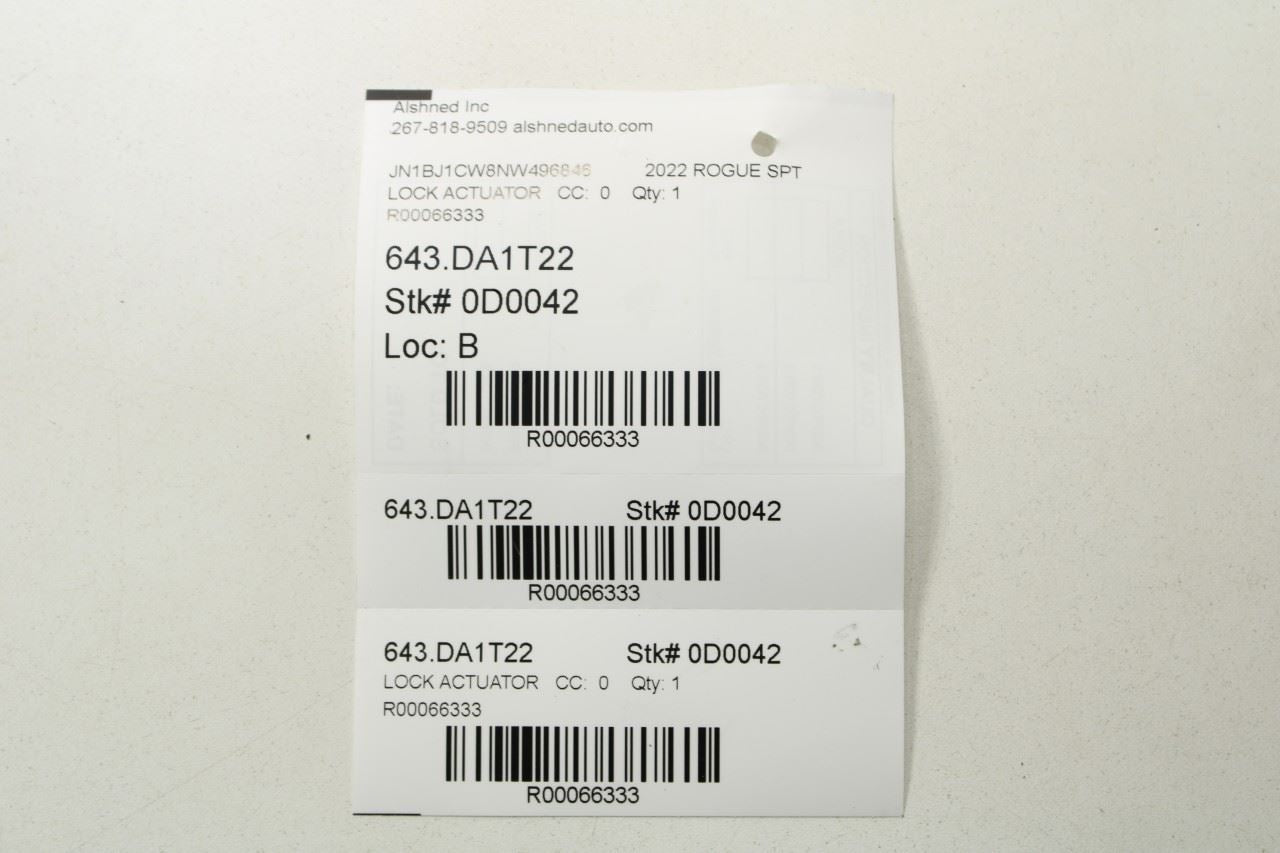 Alshned Inc
267-818-9509 alshnedauto.com
JN1BJ1CW8NW496846 2022 ROGUE SPT
LOCK ACTUATOR CC: 0 Qty: 1
R00066333
643.DA1T22
Stk# 0D0042
Loc: B
R00066333
643.DA1T22 Stk# 0D0042
R00066333
643.DA1T22 Stk# 0D0042
LOCK ACTUATOR CC: 0 Qty: 1
R00066333
R00066333